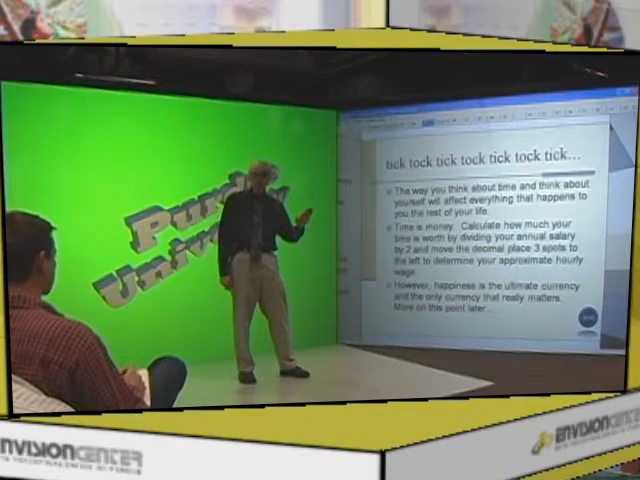 Purdue
University
tick tock tick tock tick tock tick...
The way you think about time and think about
yourself will affect everything that happens to
you the rest of your life.
Time is money. Calculate how much your
time is worth by dividing your annual salary
by 2 and move the decimal place 3 spots to
the left to determine your approximate hourly
wage
However, happiness is the ultimate currency
and the only currency that really matters.
More on this point later...
NVISIONCENTER
ENVISIONCENTER